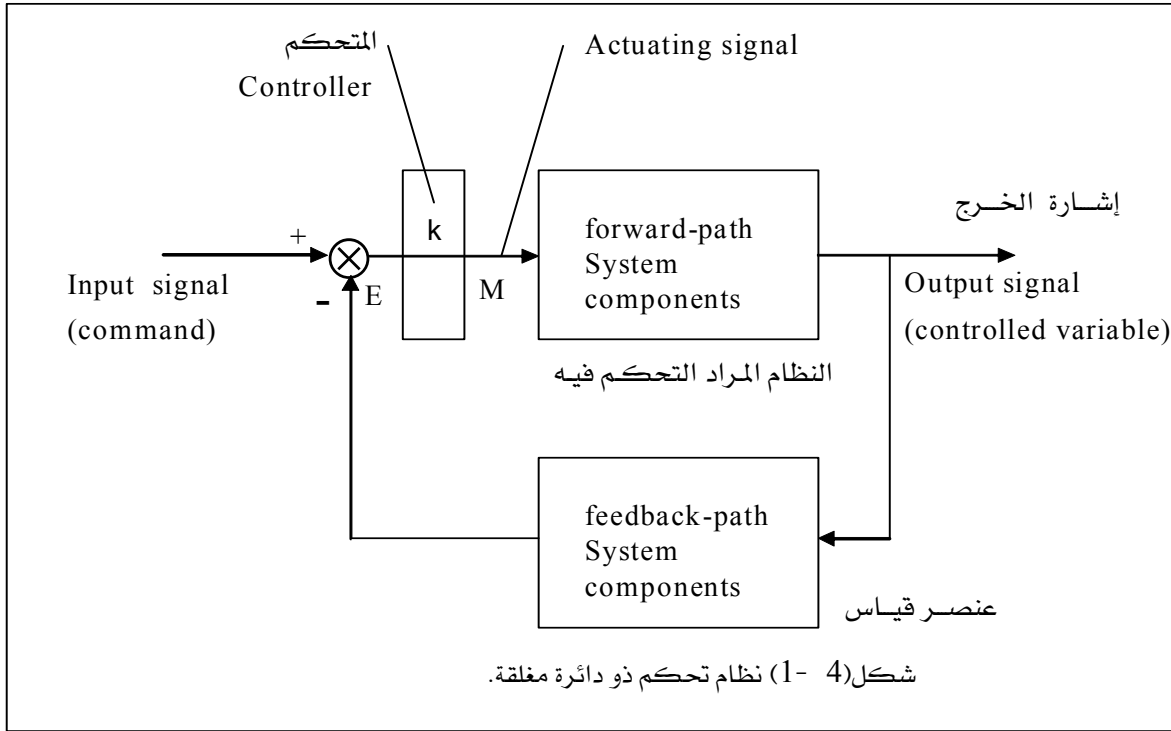 المتحكم
Controller
Actuating signal
k
forward-path
System
components
إشارة الخرج
+
-
E
M
Input signal
(command)
Output signal
(controlled variable)
النظام المراد التحكم فيه
feedback-path
System
components
عنصر قياس
شكل(4 -1) نظام تحكم ذو دائرة مغلقة.